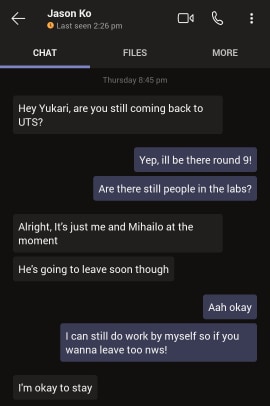 Jason Ko
Last seen 2:26 pm
CHAT
FILES
MORE
Thursday 8:45 pm
Hey Yukari, are you still coming back to
UTS?
Yep, ill be there round 9!
Are there still people in the labs?
Alright, It's just me and Mihailo at the
moment
He's going to leave soon though
Aah okay
I can still do work by myself so if you
wanna leave too nws!
I'm okay to stay